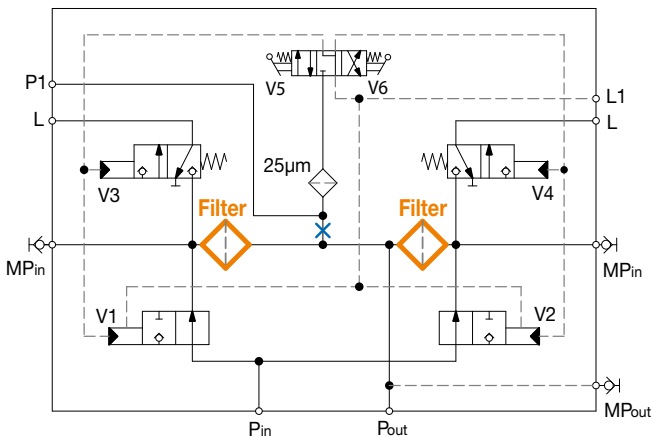 P1
V5
V6
L1
L
L
25µm
V3
V4
Filter
Filter
MPin
MPin
V1
V2
MPout
Pin
Pout